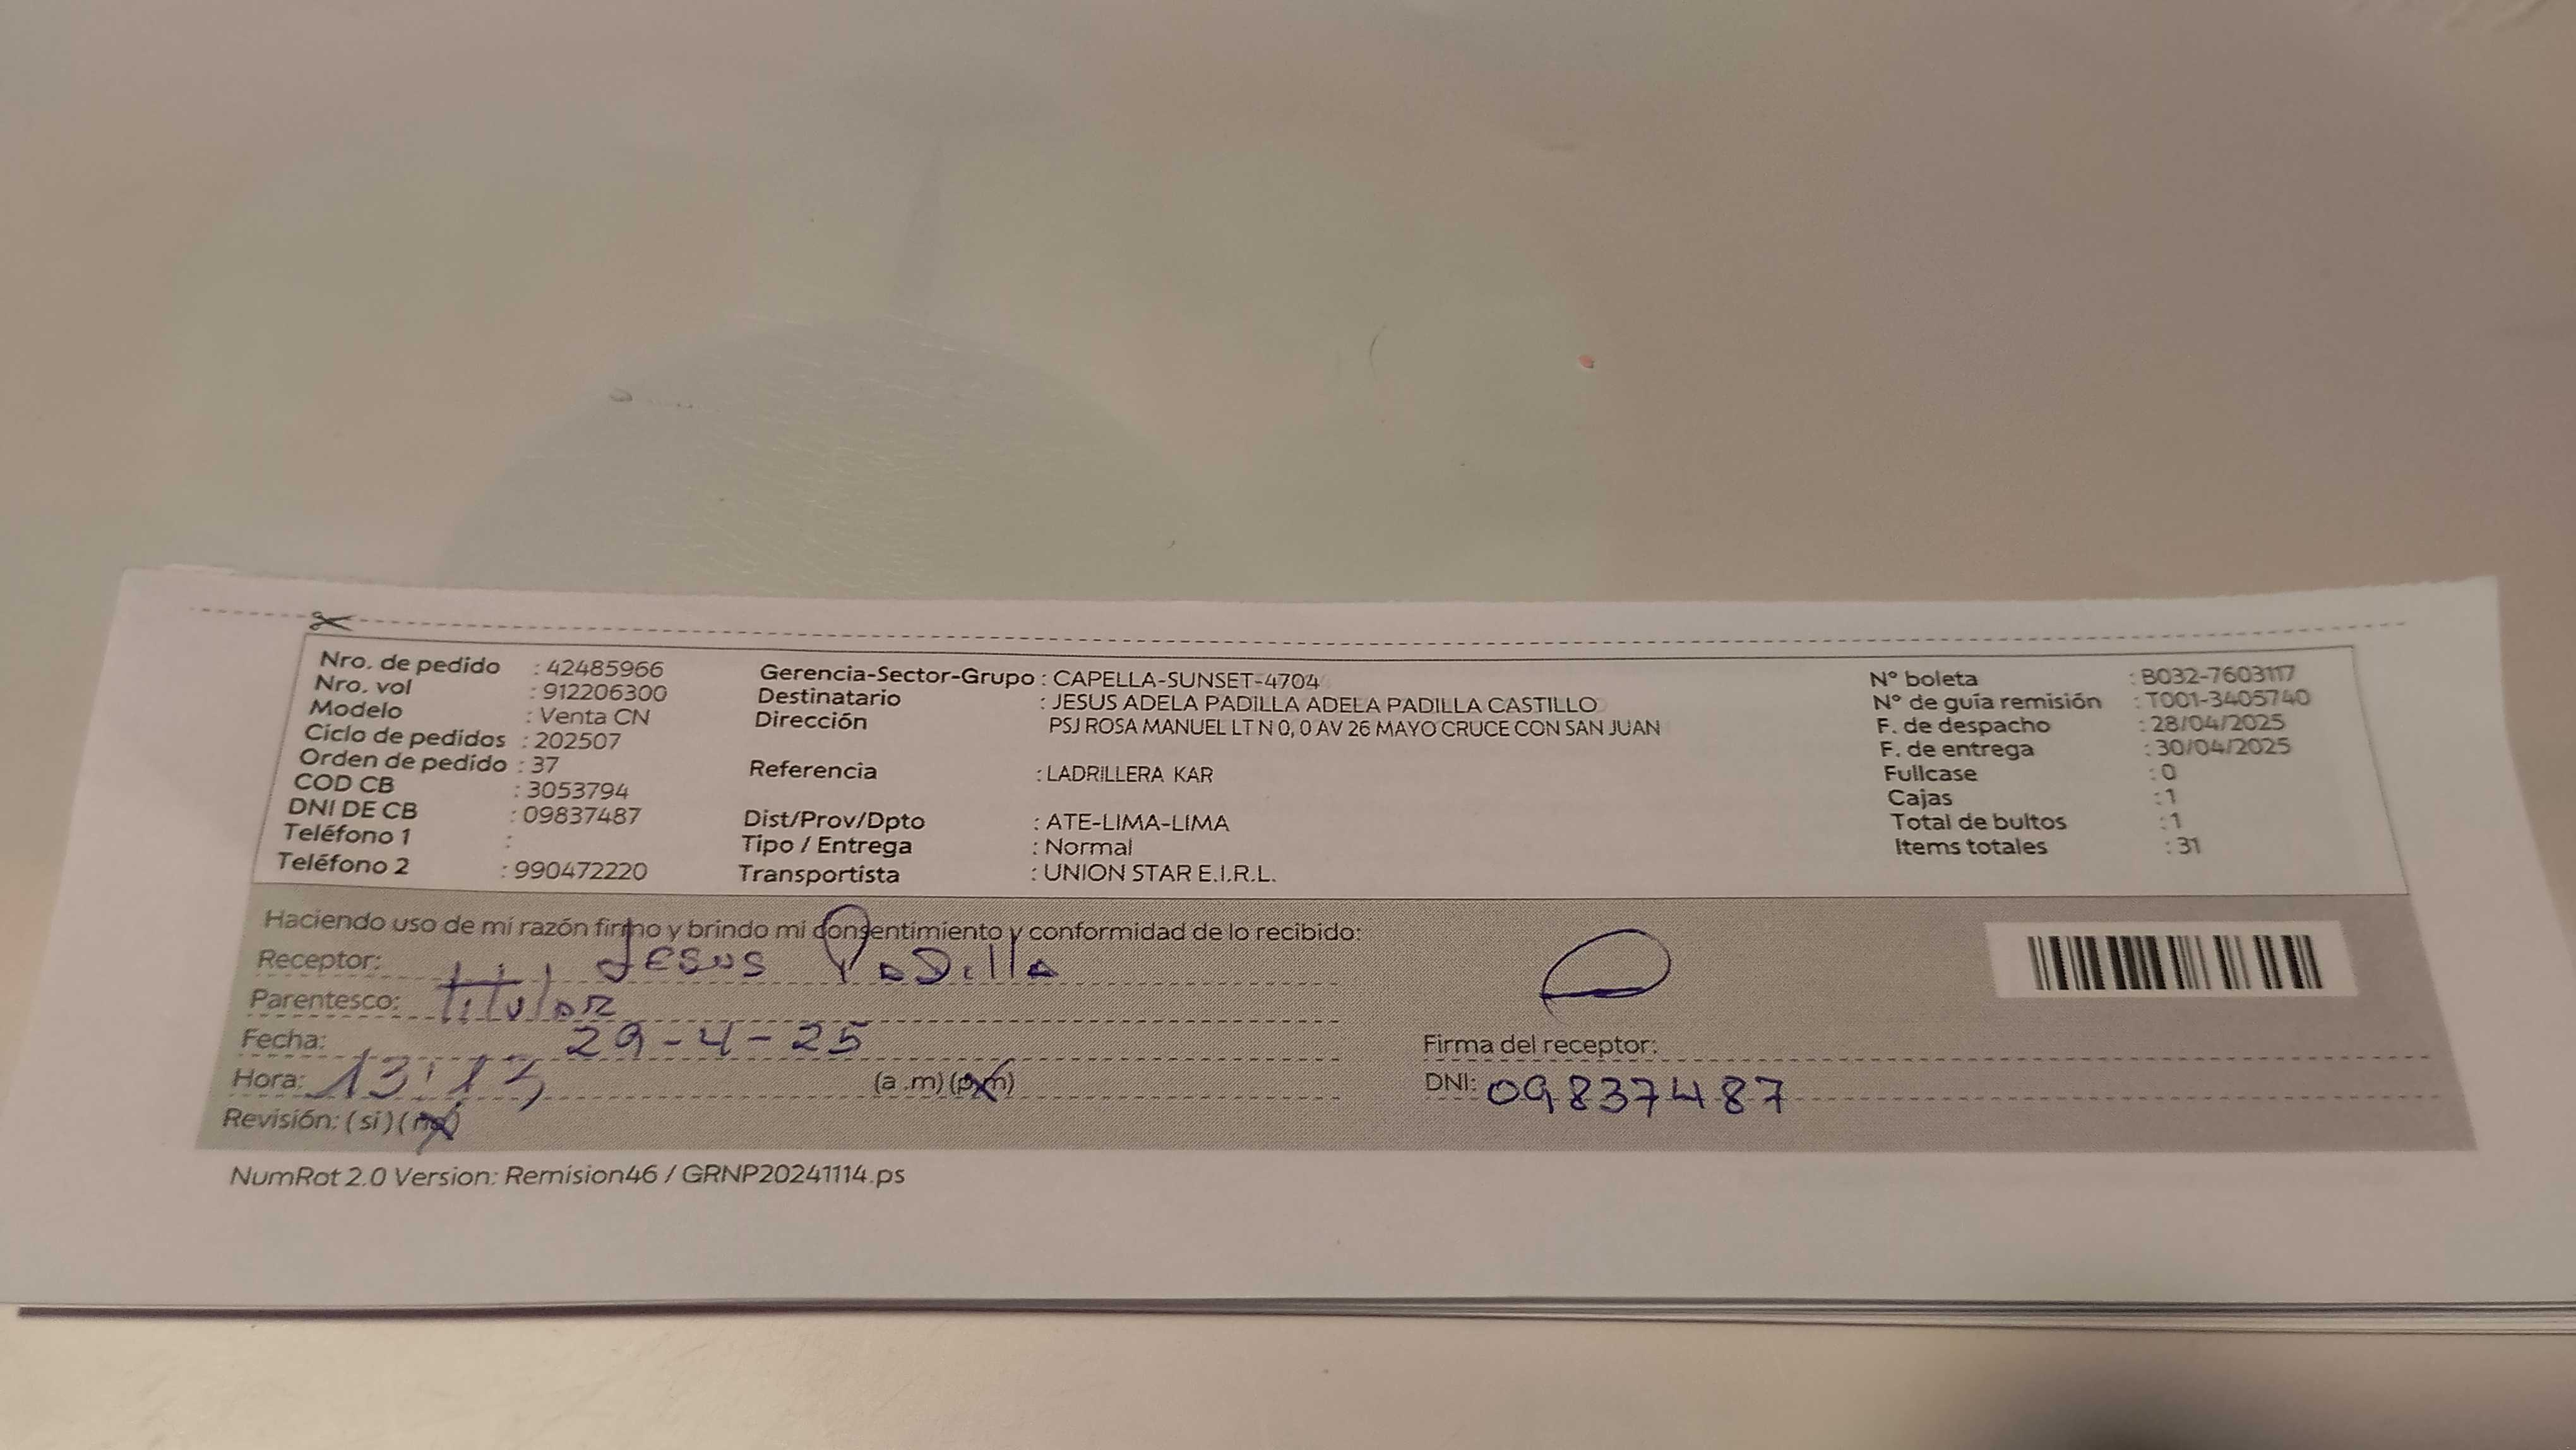 Nro. de pedido : 42485966
Nro. vol : 912206300
Modelo : Venta CN
Ciclo de pedidos : 202507
Orden de pedido : 37
COD CB : 3053794
DNI DE CB : 09837487
Teléfono 1 :
Teléfono 2 : 990472220
Gerencia-Sector-Grupo : CAPELLA-SUNSET-4704
Destinatario : JESUS ADELA PADILLA ADELA PADILLA CASTILLO
Dirección PSJ ROSA MANUEL LT N 0, 0 AV 26 MAYO CRUCE CON SAN JUAN
Referencia : LADRILLERA KAR
Dist/Prov/Dpto : ATE-LIMA-LIMA
Tipo / Entrega : Normal
Transportista : UNION STAR E.I.R.L.
N° boleta : B032-7603117
N° de guía remisión : T001-3405740
F. de despacho : 28/04/2025
F. de entrega : 30/04/2025
Fullcase : 0
Cajas : 1
Total de bultos : 1
Items totales : 31
Haciendo uso de mi razón firmo y brindo mi consentimiento y conformidad de lo recibido:
Receptor: Jesus Padilla
Parentesco: titular
Fecha: 29-4-25
Hora: 13:13 (a .m) (p.m)
Revisión: ( si ) ( no )
Firma del receptor:
DNI: 09837487
NumRot 2.0 Version: Remision46 / GRNP20241114.ps